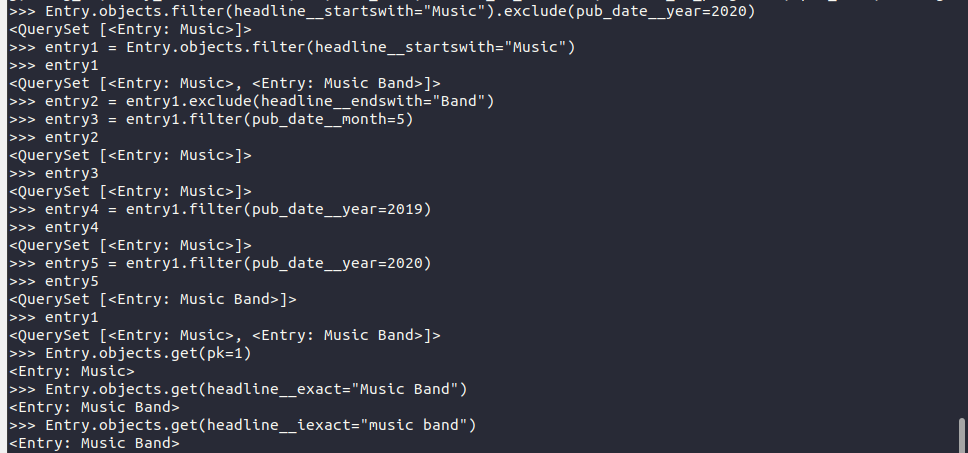 >>> Entry.objects.filter(headline__startswith="Music").exclude(pub_date__year=2020)
<QuerySet [<Entry: Music>]>
>>> entry1 = Entry.objects.filter(headline__startswith="Music")
>>> entry1
<QuerySet [<Entry: Music>, <Entry: Music Band>]>
>>> entry2 = entry1.exclude(headline__endswith="Band")
>>> entry3 = entry1.filter(pub_date__month=5)
>>> entry2
<QuerySet [<Entry: Music>]>
>>> entry3
<QuerySet [<Entry: Music>]>
>>> entry4 = entry1.filter(pub_date__year=2019)
>>> entry4
<QuerySet [<Entry: Music>]>
>>> entry5 = entry1.filter(pub_date__year=2020)
>>> entry5
<QuerySet [<Entry: Music Band>]>
>>> entry1
<QuerySet [<Entry: Music>, <Entry: Music Band>]>
>>> Entry.objects.get(pk=1)
<Entry: Music>
>>> Entry.objects.get(headline__exact="Music Band")
<Entry: Music Band>
>>> Entry.objects.get(headline__iexact="music band")
<Entry: Music Band>